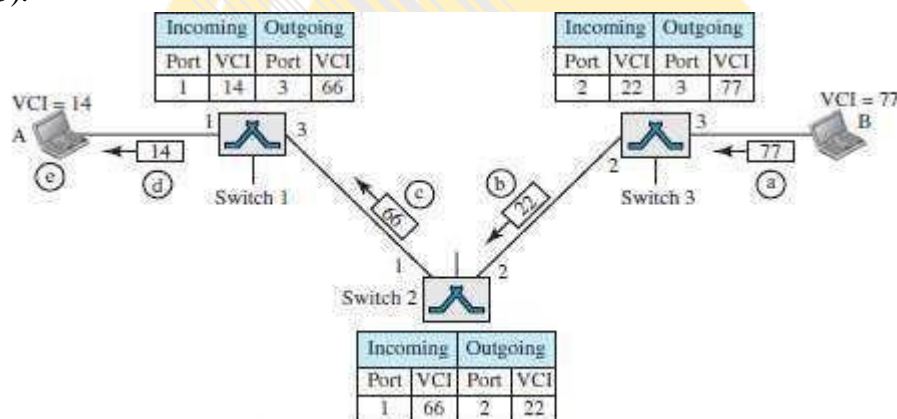 Incoming Outgoing
Port VCI Port VCI
1 14 3 66
Incoming Outgoing
Port VCI Port VCI
2 22 3 77
VCI = 14
A
1
3
14
e
d
Switch 1
66
c
b
22
VCI = 77
B
3
2
77
a
Switch 3
1
2
Switch 2
Incoming Outgoing
Port VCI Port VCI
1 66 2 22